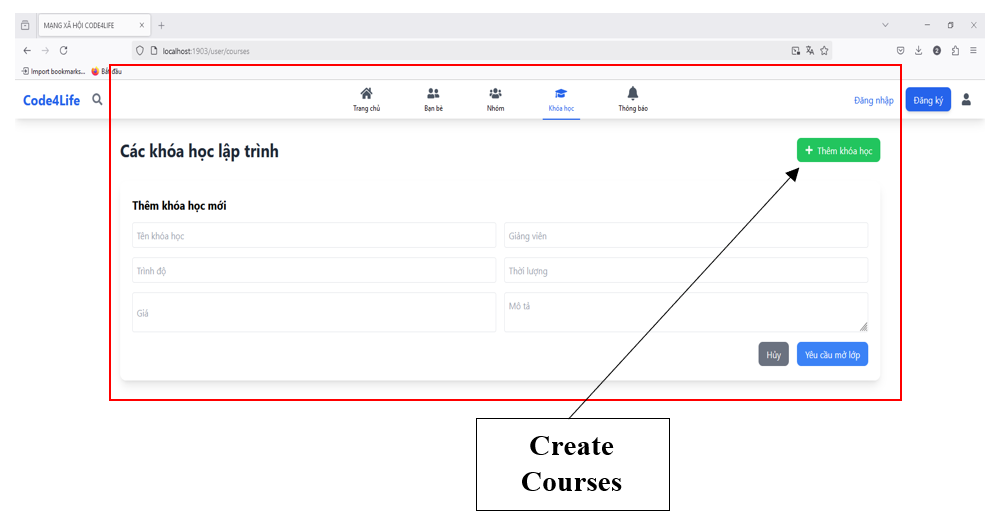 MẠNG XÃ HỘI CODE4LIFE
localhost:1903/user/courses
Import bookmarks... Bắt đầu
Code4Life
Trang chủ Bạn bè Nhóm Khóa học Thông báo
Đăng nhập Đăng ký
Các khóa học lập trình
+ Thêm khóa học
Thêm khóa học mới
Tên khóa học Giảng viên
Trình độ Thời lượng
Giá Mô tả
Hủy Yêu cầu mở lớp
Create
Courses